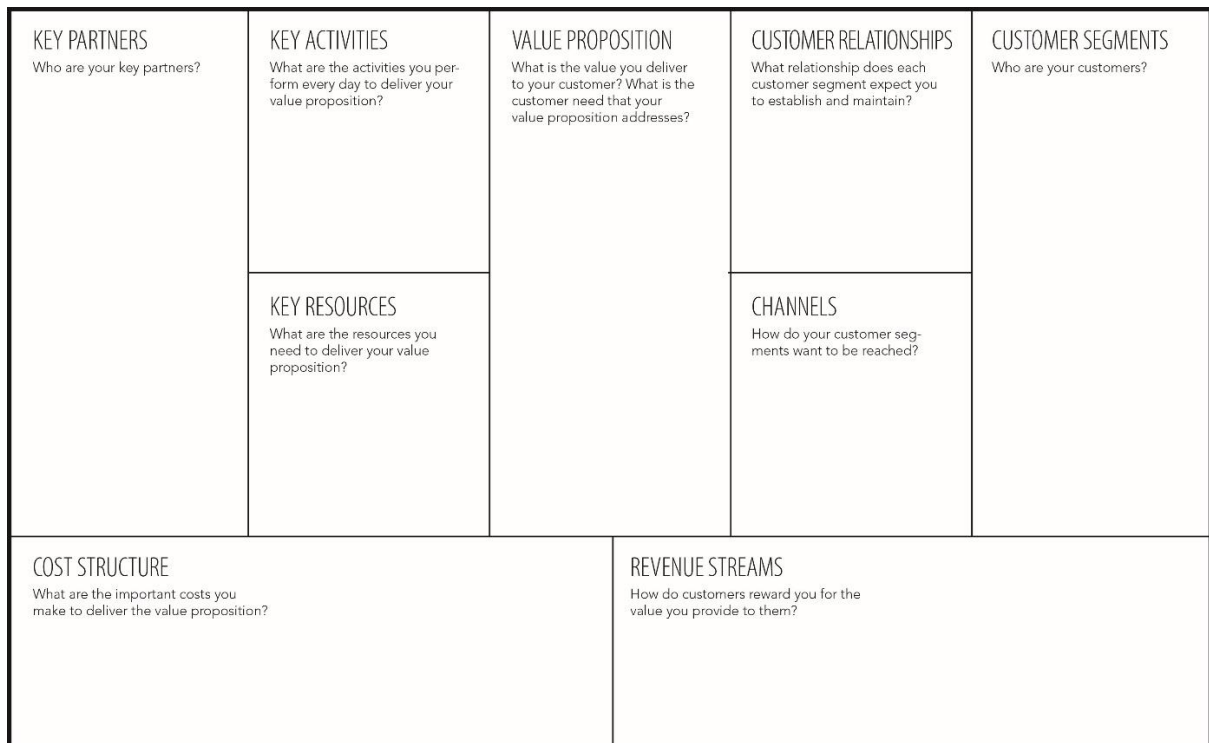 KEY PARTNERS
Who are your key partners?
KEY ACTIVITIES
What are the activities you per-
form every day to deliver your
value proposition?
KEY RESOURCES
What are the resources you
need to deliver your value
proposition?
VALUE PROPOSITION
What is the value you deliver
to your customer? What is the
customer need that your
value proposition addresses?
CUSTOMER RELATIONSHIPS
What relationship does each
customer segment expect you
to establish and maintain?
CHANNELS
How do your customer seg-
ments want to be reached?
CUSTOMER SEGMENTS
Who are your customers?
COST STRUCTURE
What are the important costs you
make to deliver the value proposition?
REVENUE STREAMS
How do customers reward you for the
value you provide to them?